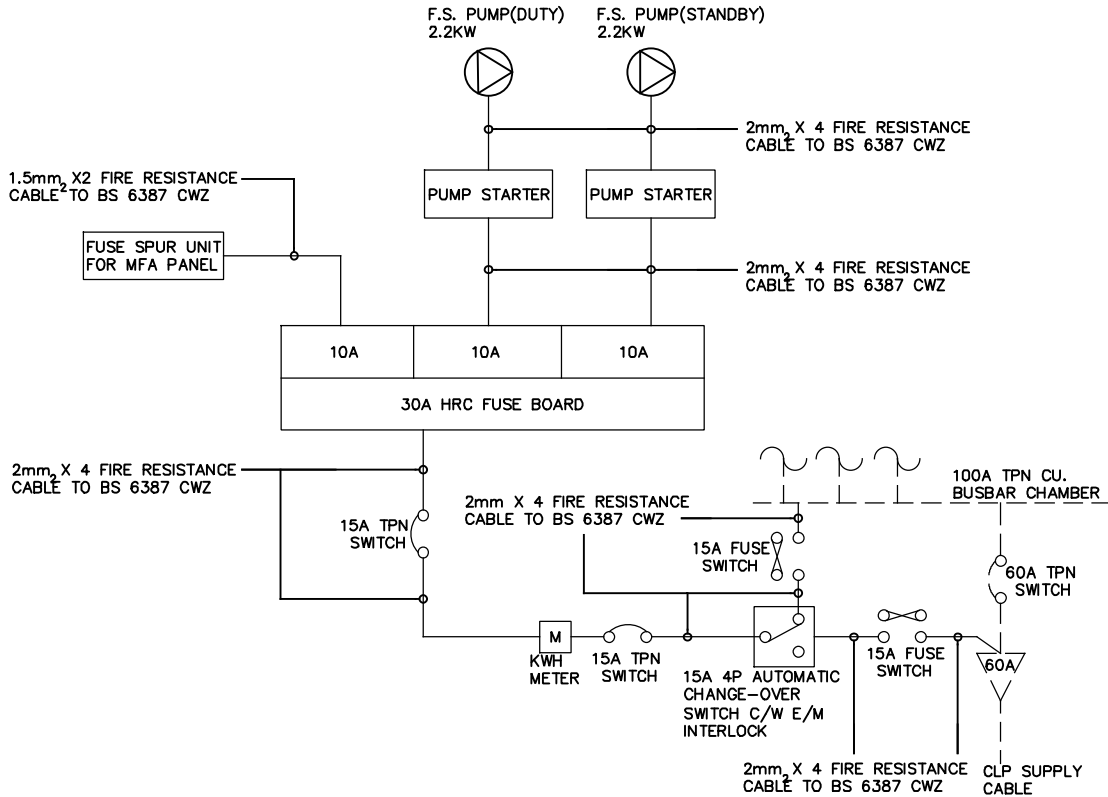 F.S. PUMP(DUTY)
2.2KW
F.S. PUMP(STANDBY)
2.2KW
2mm2 X 4 FIRE RESISTANCE
CABLE TO BS 6387 CWZ
1.5mm2 X2 FIRE RESISTANCE
CABLE TO BS 6387 CWZ
PUMP STARTER
PUMP STARTER
FUSE SPUR UNIT
FOR MFA PANEL
2mm2 X 4 FIRE RESISTANCE
CABLE TO BS 6387 CWZ
10A
10A
10A
30A HRC FUSE BOARD
2mm2 X 4 FIRE RESISTANCE
CABLE TO BS 6387 CWZ
100A TPN CU.
BUSBAR CHAMBER
2mm X 4 FIRE RESISTANCE
CABLE TO BS 6387 CWZ
15A TPN
SWITCH
15A FUSE
SWITCH
60A TPN
SWITCH
M
KWH
METER
15A TPN
SWITCH
15A 4P AUTOMATIC
CHANGE-OVER
SWITCH C/W E/M
INTERLOCK
15A FUSE
SWITCH
60A
2mm2 X 4 FIRE RESISTANCE
CABLE TO BS 6387 CWZ
CLP SUPPLY
CABLE